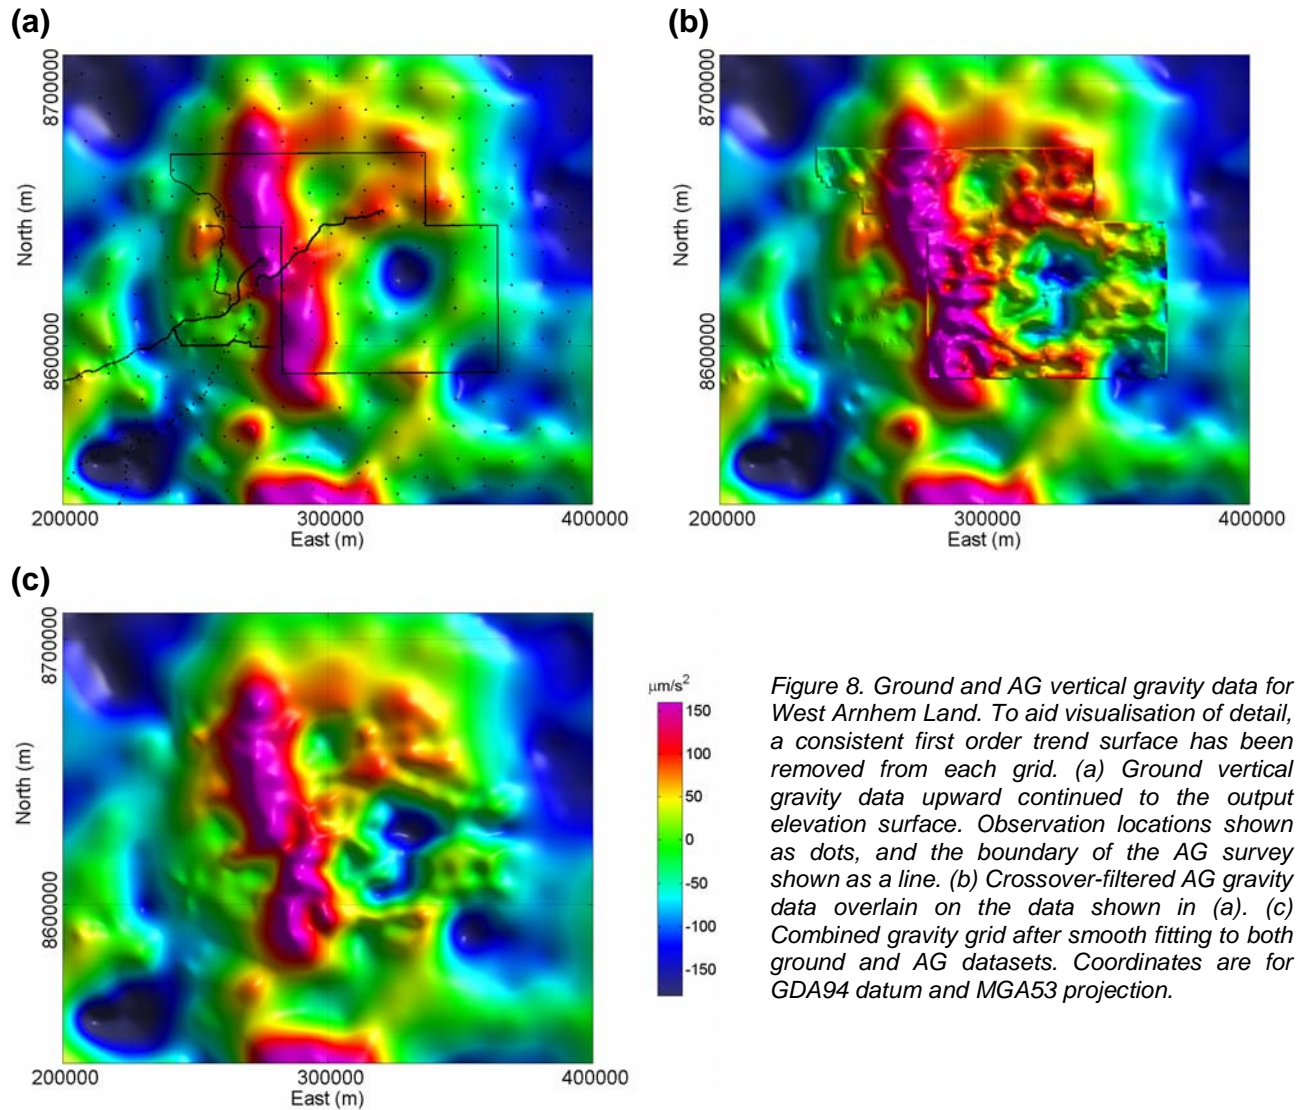 (a)
(b)
8700000
North (m)
8600000
200000
300000
400000
East (m)
8700000
North (m)
8600000
200000
300000
400000
East (m)
(c)
8700000
North (m)
8600000
200000
300000
400000
East (m)
μm/s²
150
100
50
0
-50
-100
-150
Figure 8. Ground and AG vertical gravity data for
West Arnhem Land. To aid visualisation of detail,
a consistent first order trend surface has been
removed from each grid. (a) Ground vertical
gravity data upward continued to the output
elevation surface. Observation locations shown
as dots, and the boundary of the AG survey
shown as a line. (b) Crossover-filtered AG gravity
data overlain on the data shown in (a). (c)
Combined gravity grid after smooth fitting to both
ground and AG datasets. Coordinates are for
GDA94 datum and MGA53 projection.